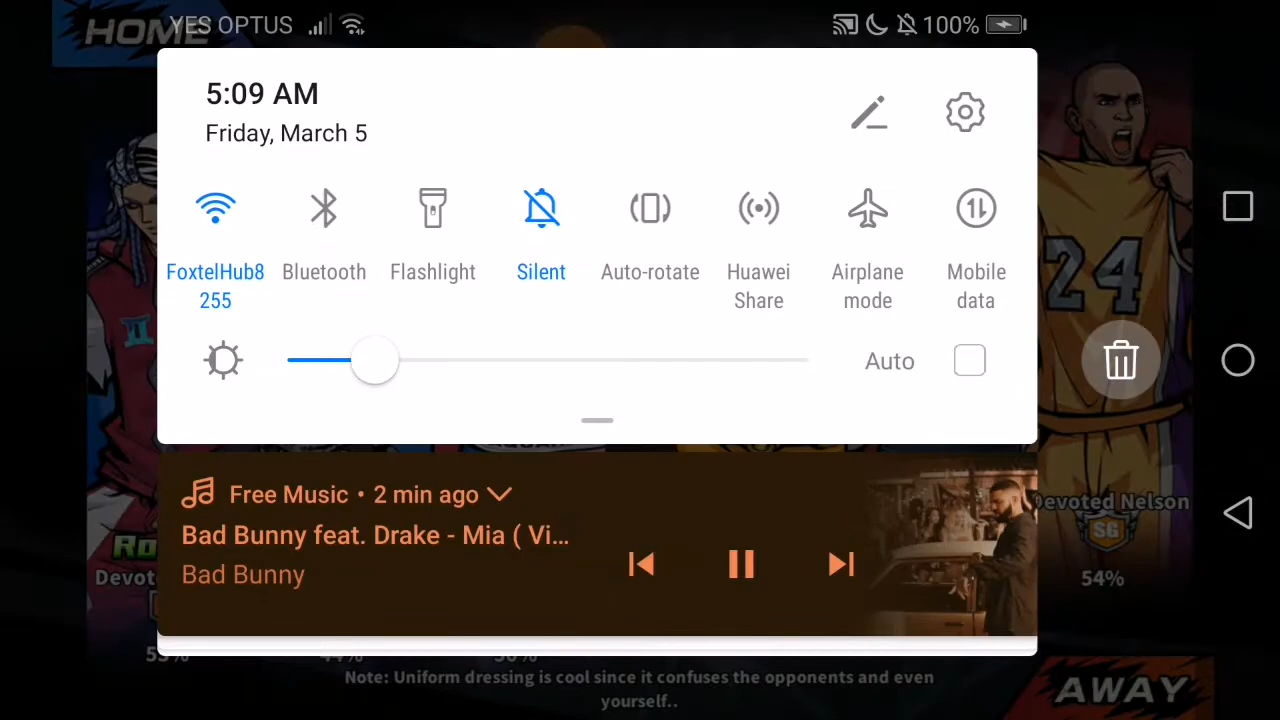 HOME
YES OPTUS
100%
5:09 AM
Friday, March 5
FoxtelHub8
255
Bluetooth
Flashlight
Silent
Auto-rotate
Huawei
Share
Airplane
mode
Mobile
data
Auto
24
Free Music • 2 min ago
Bad Bunny feat. Drake - Mia ( Vi...
Bad Bunny
Devoted Nelson
SG
54%
Ro
Devot
Note: Uniform dressing is cool since it confuses the opponents and even
yourself..
AWAY